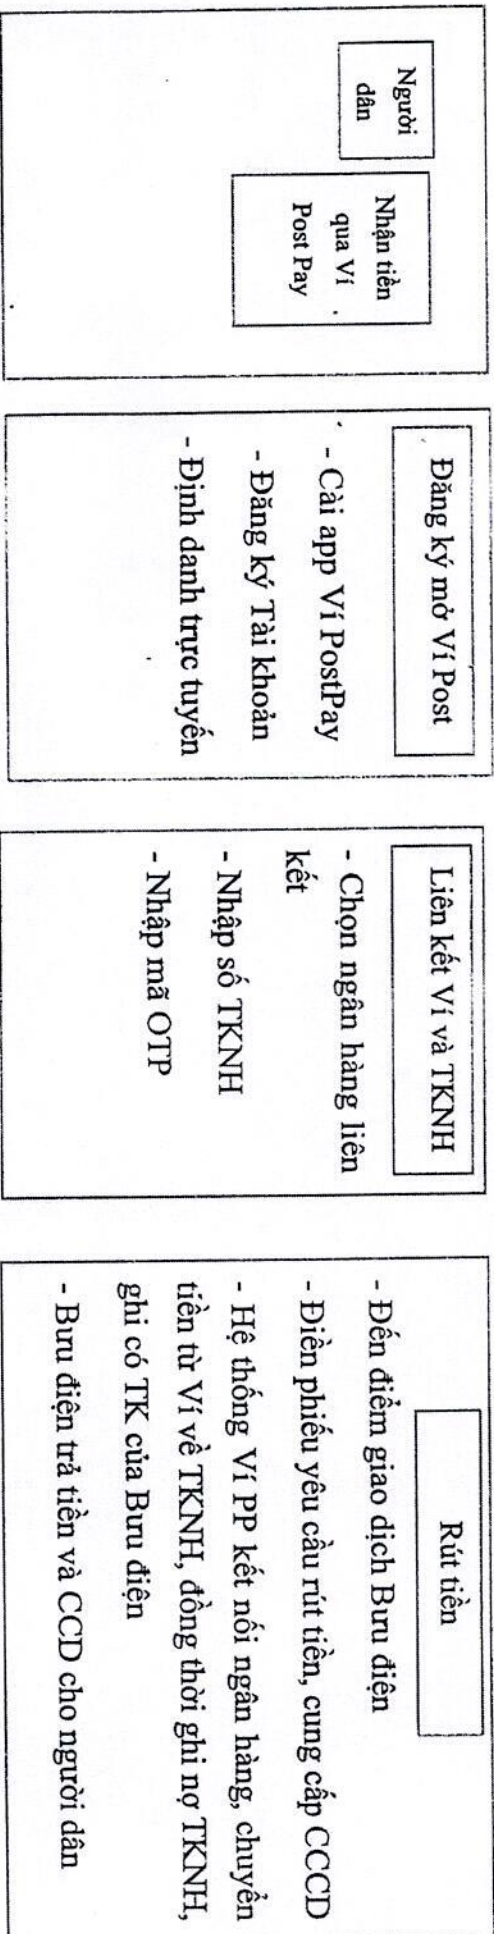 Người
dân
Nhận tiền
qua Ví
Post Pay
Đăng ký mở Ví Post
- Cài app Ví PostPay
- Đăng ký Tài khoản
- Định danh trực tuyến
Liên kết Ví và TKNH
- Chọn ngân hàng liên
kết
- Nhập số TKNH
- Nhập mã OTP
Rút tiền
- Đến điểm giao dịch Bưu điện
- Điền phiếu yêu cầu rút tiền, cung cấp CCCD
- Hệ thống Ví PP kết nối ngân hàng, chuyển
tiền từ Ví về TKNH, đồng thời ghi nợ TKNH,
ghi có TK của Bưu điện
- Bưu điện trả tiền và CCD cho người dân